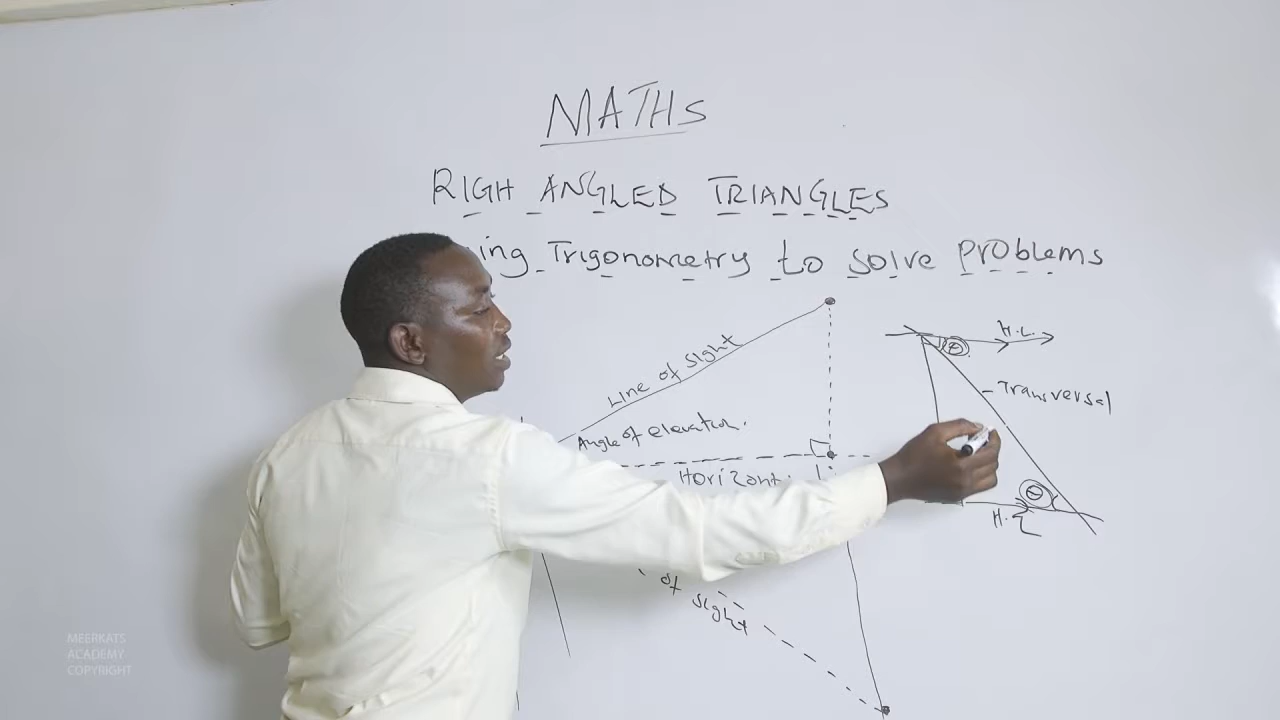 MATHS
RIGH ANGLED TRIANGLES
ing Trigonometry to solve problems
Line of sight
Angle of elevation.
Horizont
of sight
H.L.
θ
Transversal
θ
H.L
MEERKATS
ACADEMY
COPYRIGHT